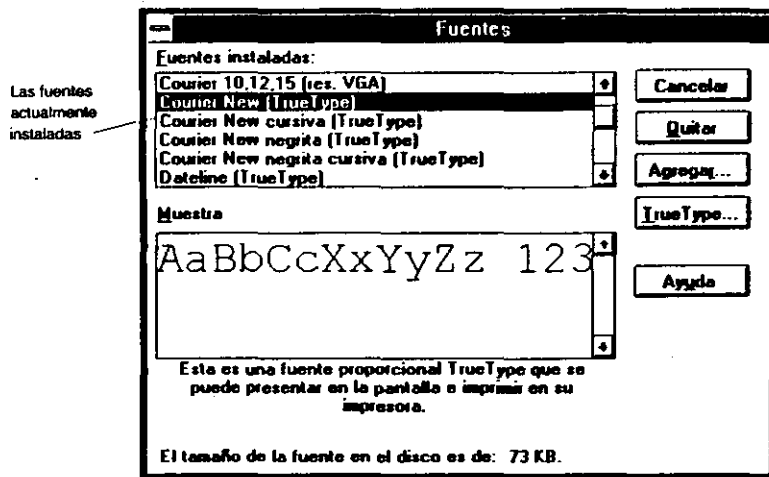 Fuentes
Las fuentes
actualmente
instaladas
Fuentes instaladas:
Courier 10,12,15 (res. VGA)
Courier New (TrueType)
Courier New cursiva (TrueType)
Courier New negrita (TrueType)
Courier New negrita cursiva (TrueType)
Dateline (TrueType)
Cancelar
Quitar
Agregar...
TrueType...
Ayuda
Muestra
AaBbCcXxYyZz 123
Esta es una fuente proporcional TrueType que se
puede presentar en la pantalla e imprimir en su
impresora.
El tamaño de la fuente en el disco es de: 73 KB.